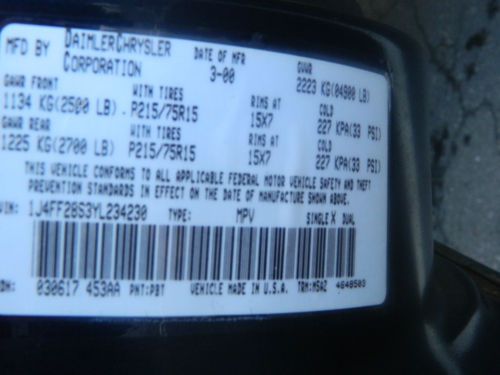 MFD BY DAIMLERCHRYSLER CORPORATION DATE OF MFR 3-00 GVWR 2223 KG(04900 LB)
GAWR FRONT WITH TIRES RIMS AT COLD
1134 KG(2500 LB) P215/75R15 15X7 227 KPA(33 PSI)
GAWR REAR WITH TIRES RIMS AT COLD
1225 KG(2700 LB) P215/75R15 15X7 227 KPA(33 PSI)
THIS VEHICLE CONFORMS TO ALL APPLICABLE FEDERAL MOTOR VEHICLE SAFETY AND THEFT
PREVENTION STANDARDS IN EFFECT ON THE DATE OF MANUFACTURE SHOWN ABOVE.
VIN: 1J4FF28S3YL234230 TYPE: MPV SINGLE X DUAL
MDH: 030617 453AA PNT:PBT VEHICLE MADE IN U.S.A. TRM:M5AZ 4648503